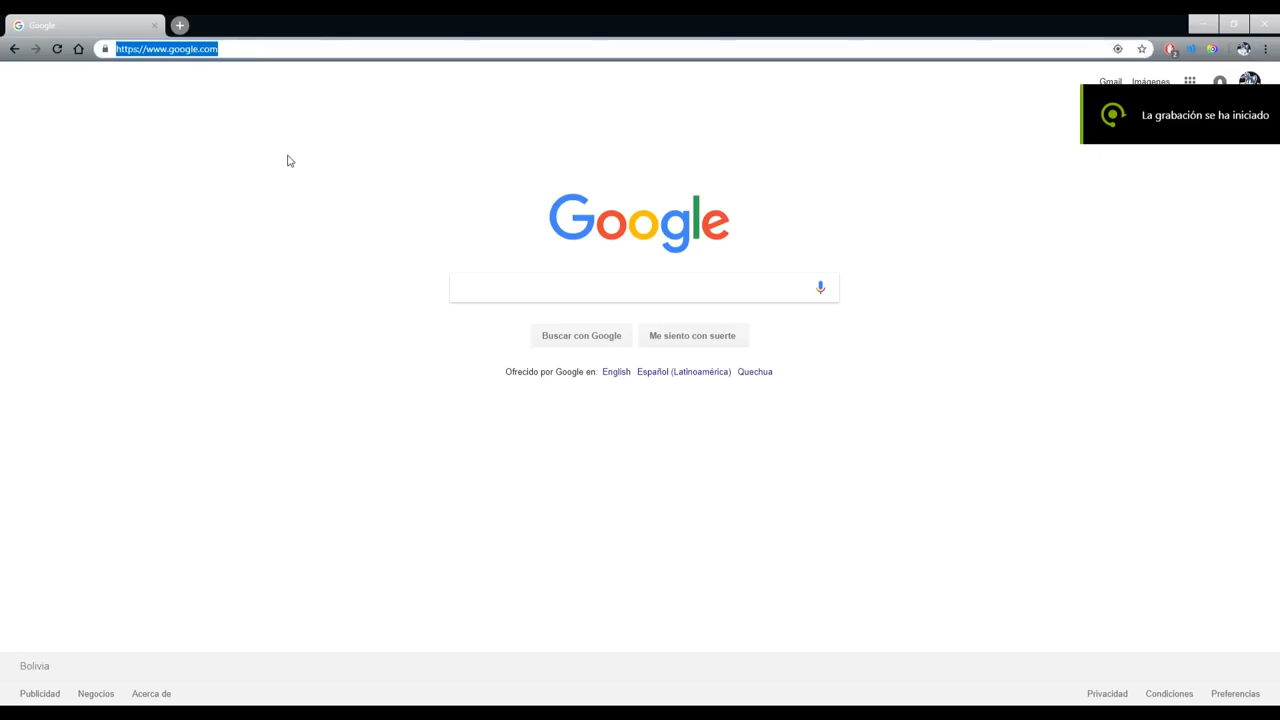 Google
https://www.google.com
Gmail Imágenes
La grabación se ha iniciado
Google
Buscar con Google Me siento con suerte
Ofrecido por Google en: English Español (Latinoamérica) Quechua
Bolivia
Publicidad Negocios Acerca de Privacidad Condiciones Preferencias